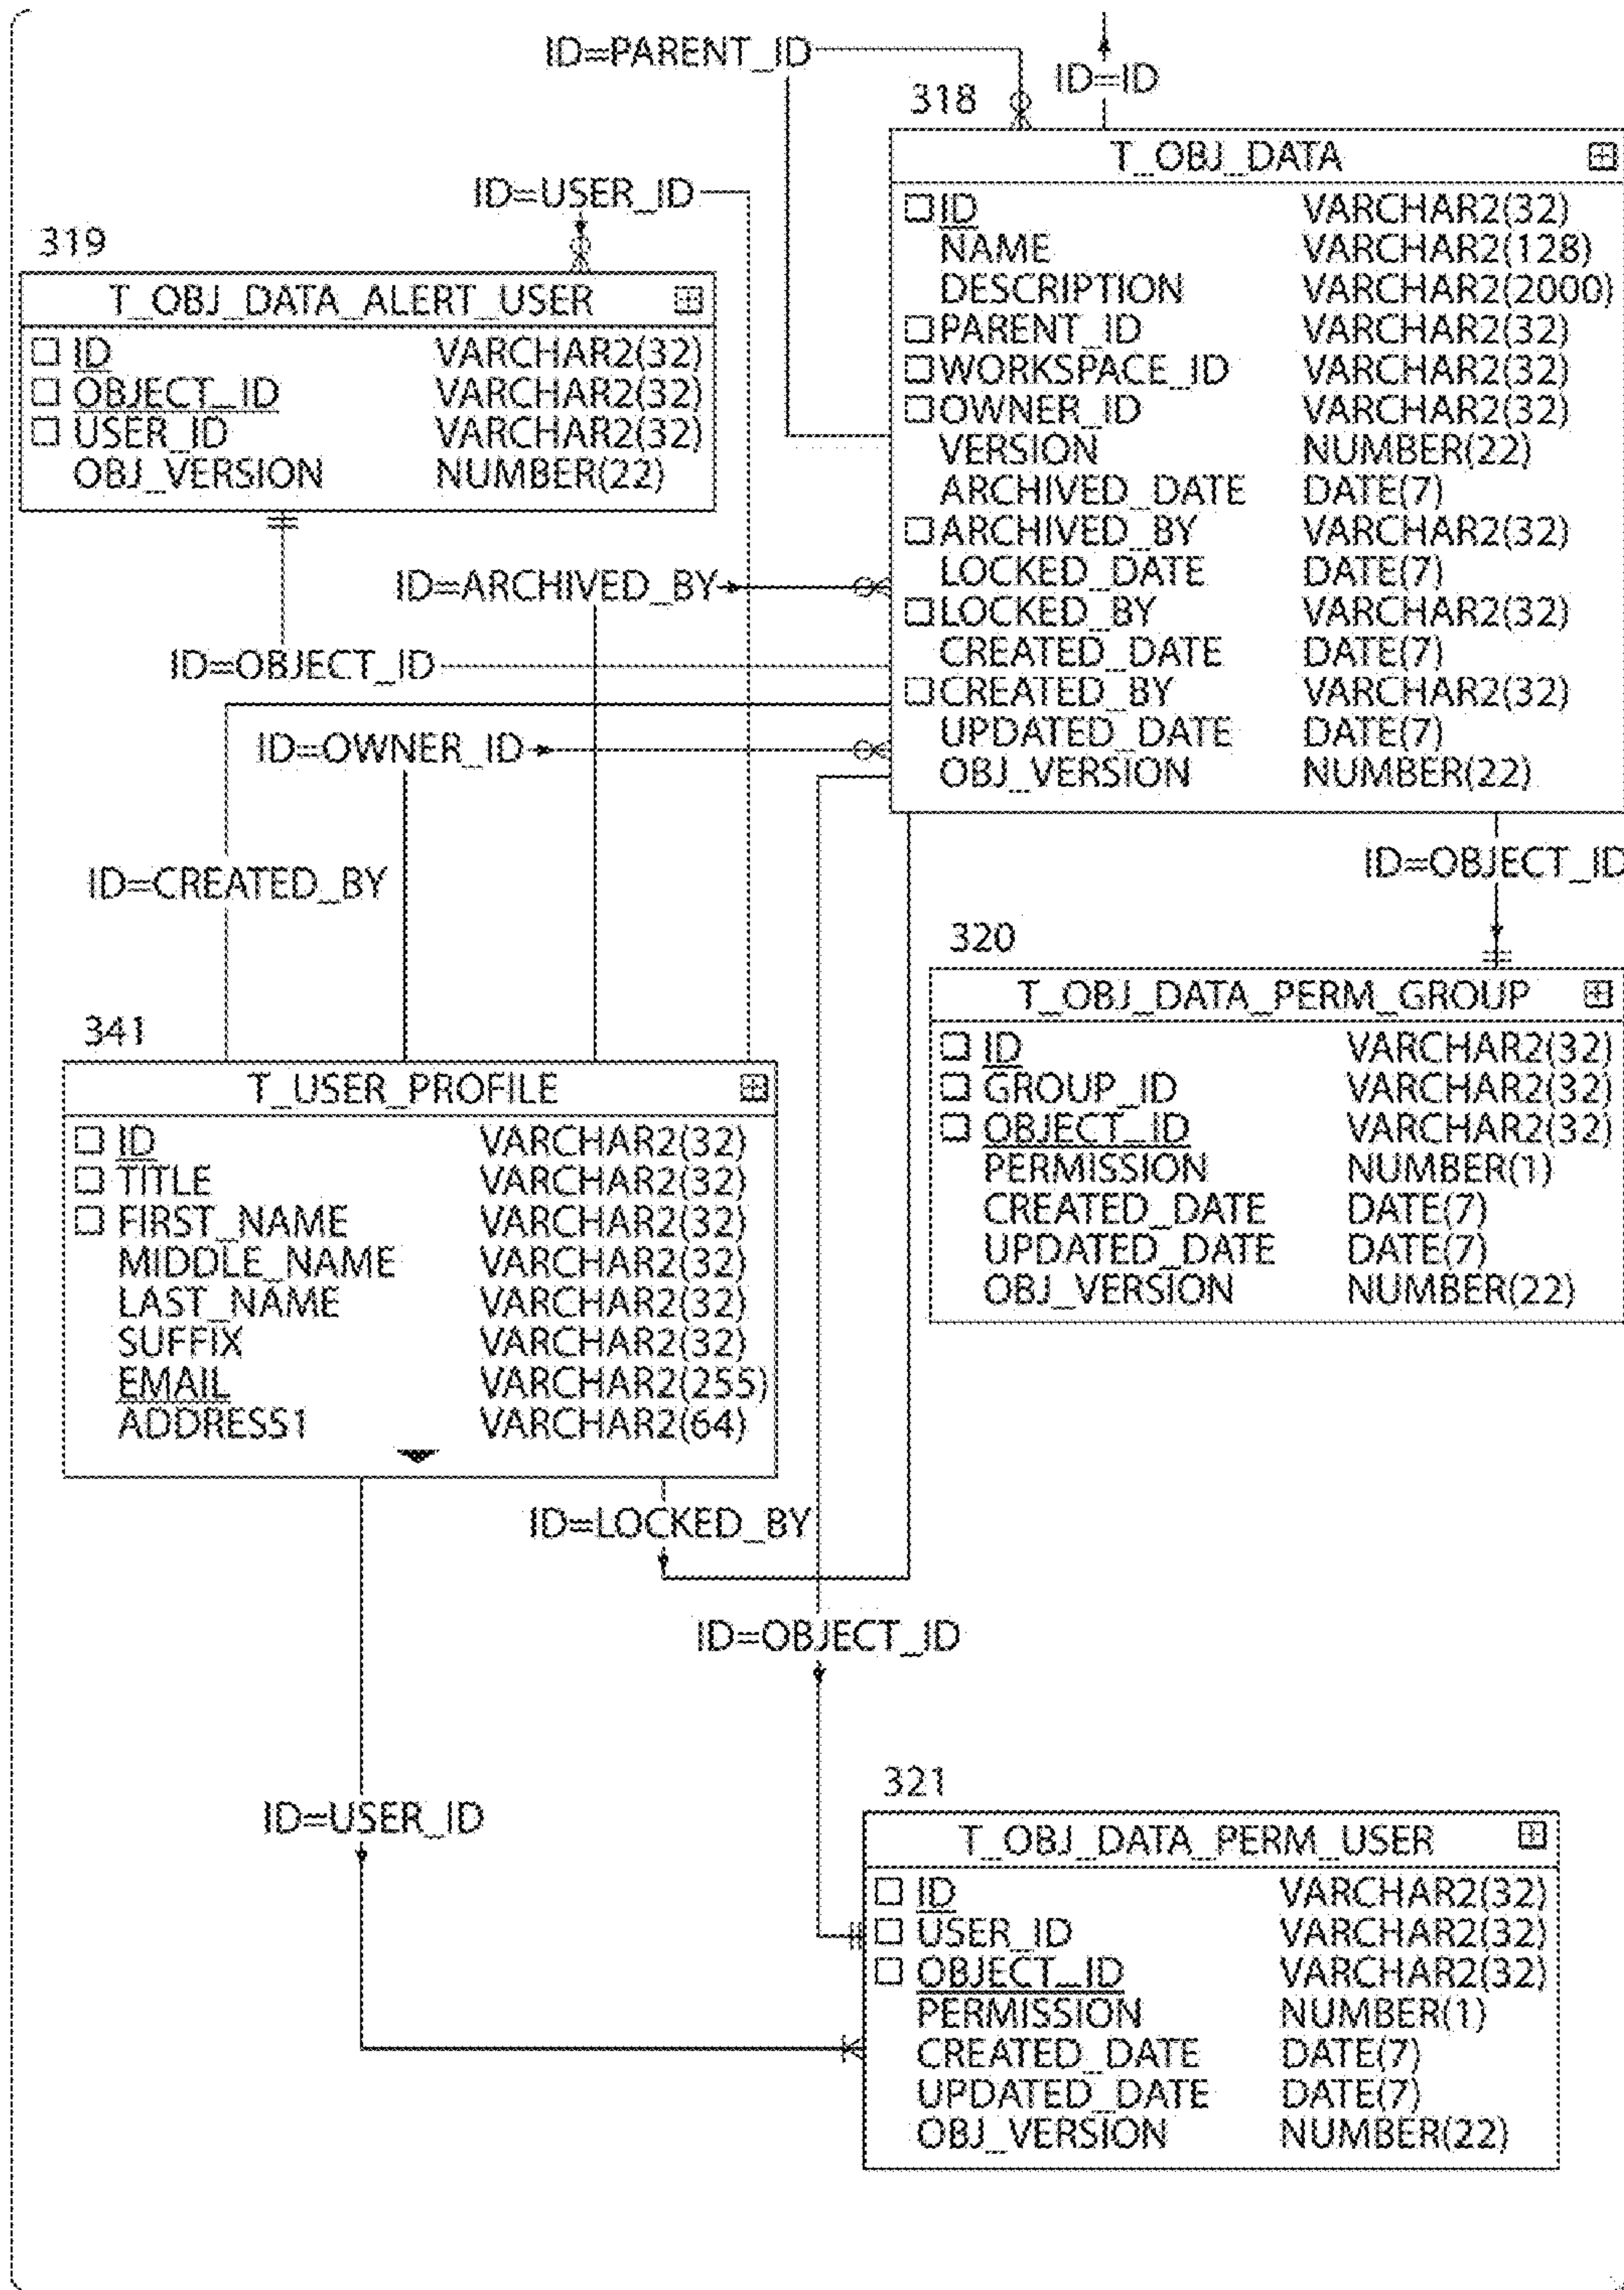 ID=PARENT_ID
ID=ID
318
T_OBJ_DATA
ID VARCHAR2(32)
NAME VARCHAR2(128)
DESCRIPTION VARCHAR2(2000)
PARENT_ID VARCHAR2(32)
WORKSPACE_ID VARCHAR2(32)
OWNER_ID VARCHAR2(32)
VERSION NUMBER(22)
ARCHIVED_DATE DATE(7)
ARCHIVED_BY VARCHAR2(32)
LOCKED_DATE DATE(7)
LOCKED_BY VARCHAR2(32)
CREATED_DATE DATE(7)
CREATED_BY VARCHAR2(32)
UPDATED_DATE DATE(7)
OBJ_VERSION NUMBER(22)
ID=USER_ID
319
T_OBJ_DATA_ALERT_USER
ID VARCHAR2(32)
OBJECT_ID VARCHAR2(32)
USER_ID VARCHAR2(32)
OBJ_VERSION NUMBER(22)
ID=ARCHIVED_BY
ID=OBJECT_ID
ID=OWNER_ID
ID=CREATED_BY
ID=OBJECT_ID
320
T_OBJ_DATA_PERM_GROUP
ID VARCHAR2(32)
GROUP_ID VARCHAR2(32)
OBJECT_ID VARCHAR2(32)
PERMISSION NUMBER(1)
CREATED_DATE DATE(7)
UPDATED_DATE DATE(7)
OBJ_VERSION NUMBER(22)
341
T_USER_PROFILE
ID VARCHAR2(32)
TITLE VARCHAR2(32)
FIRST_NAME VARCHAR2(32)
MIDDLE_NAME VARCHAR2(32)
LAST_NAME VARCHAR2(32)
SUFFIX VARCHAR2(32)
EMAIL VARCHAR2(255)
ADDRESS1 VARCHAR2(64)
ID=LOCKED_BY
ID=OBJECT_ID
ID=USER_ID
321
T_OBJ_DATA_PERM_USER
ID VARCHAR2(32)
USER_ID VARCHAR2(32)
OBJECT_ID VARCHAR2(32)
PERMISSION NUMBER(1)
CREATED_DATE DATE(7)
UPDATED_DATE DATE(7)
OBJ_VERSION NUMBER(22)